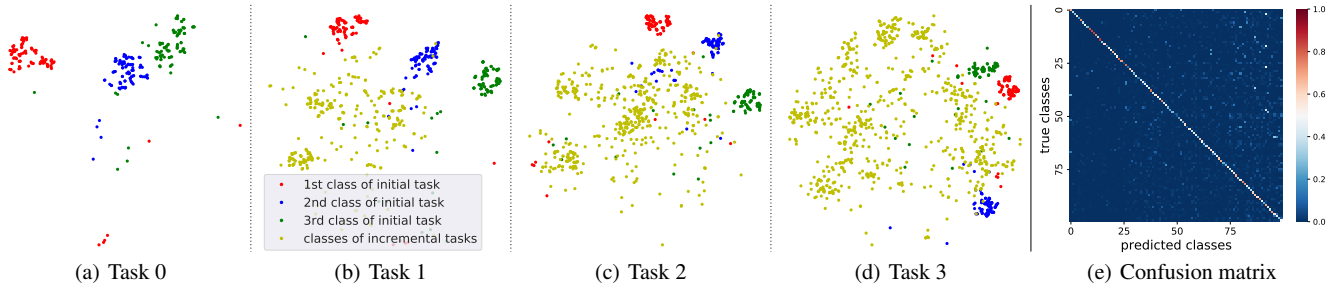 1st class of initial task
2nd class of initial task
3rd class of initial task
classes of incremental tasks
0
25
50
75
true classes
0
25
50
75
predicted classes
1.0
0.8
0.6
0.4
0.2
0.0
(a) Task 0
(b) Task 1
(c) Task 2
(d) Task 3
(e) Confusion matrix